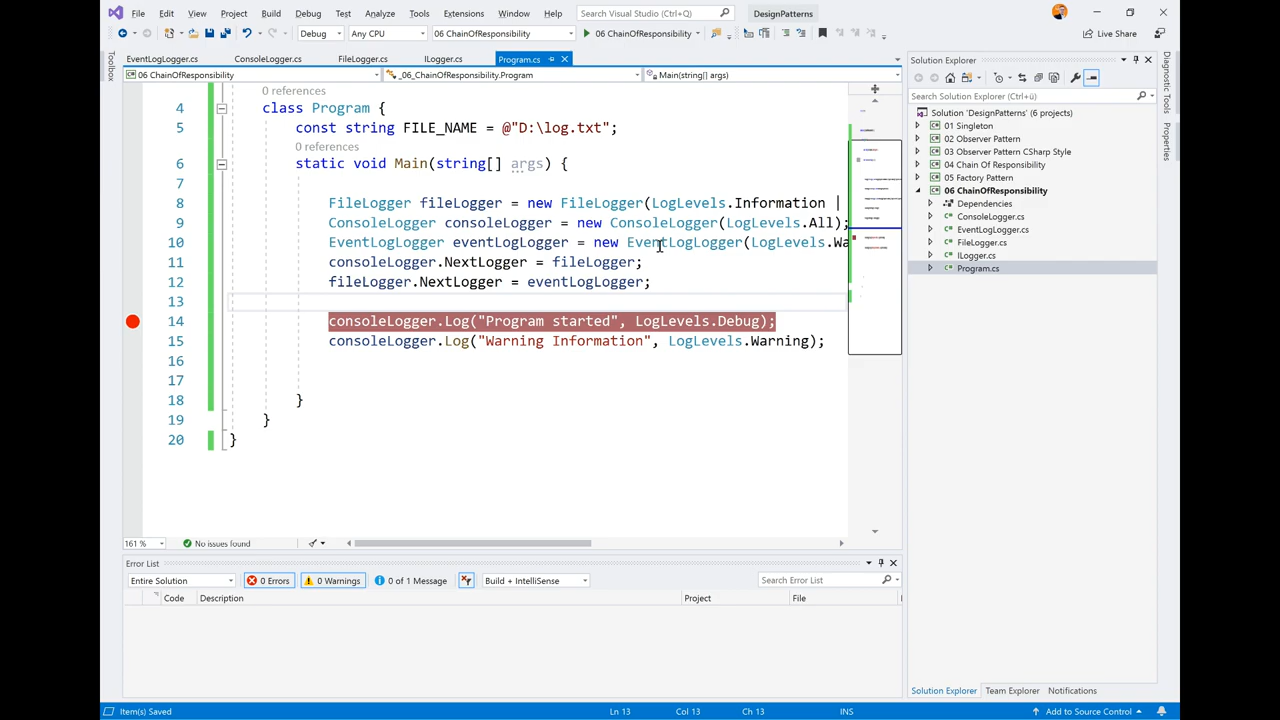 File Edit View Project Build Debug Test Analyze Tools Extensions Window Help Search Visual Studio (Ctrl+Q) DesignPatterns
Debug Any CPU 06 ChainOfResponsibility 06 ChainOfResponsibility Live Share
Toolbox
EventLogLogger.cs ConsoleLogger.cs FileLogger.cs ILogger.cs Program.cs
06 ChainOfResponsibility _06_ChainOfResponsibility.Program Main(string[] args)
0 references
4 class Program {
5 const string FILE_NAME = @"D:\log.txt";
0 references
6 static void Main(string[] args) {
7
8 FileLogger fileLogger = new FileLogger(LogLevels.Information |
9 ConsoleLogger consoleLogger = new ConsoleLogger(LogLevels.All);
10 EventLogLogger eventLogLogger = new EventLogLogger(LogLevels.Wa
11 consoleLogger.NextLogger = fileLogger;
12 fileLogger.NextLogger = eventLogLogger;
13
14 consoleLogger.Log("Program started", LogLevels.Debug);
15 consoleLogger.Log("Warning Information", LogLevels.Warning);
16
17
18 }
19 }
20 }
161 % No issues found
Error List
Entire Solution 0 Errors 0 Warnings 0 of 1 Message Build + IntelliSense Search Error List
Code Description Project File
Solution Explorer
Search Solution Explorer (Ctrl+ü)
Solution 'DesignPatterns' (6 projects)
01 Singleton
02 Observer Pattern
03 Observer Pattern CSharp Style
04 Chain Of Responsibility
05 Factory Pattern
06 ChainOfResponsibility
Dependencies
ConsoleLogger.cs
EventLogLogger.cs
FileLogger.cs
ILogger.cs
Program.cs
Solution Explorer Team Explorer Notifications
Diagnostic Tools
Properties
Item(s) Saved Ln 13 Col 13 Ch 13 INS Add to Source Control